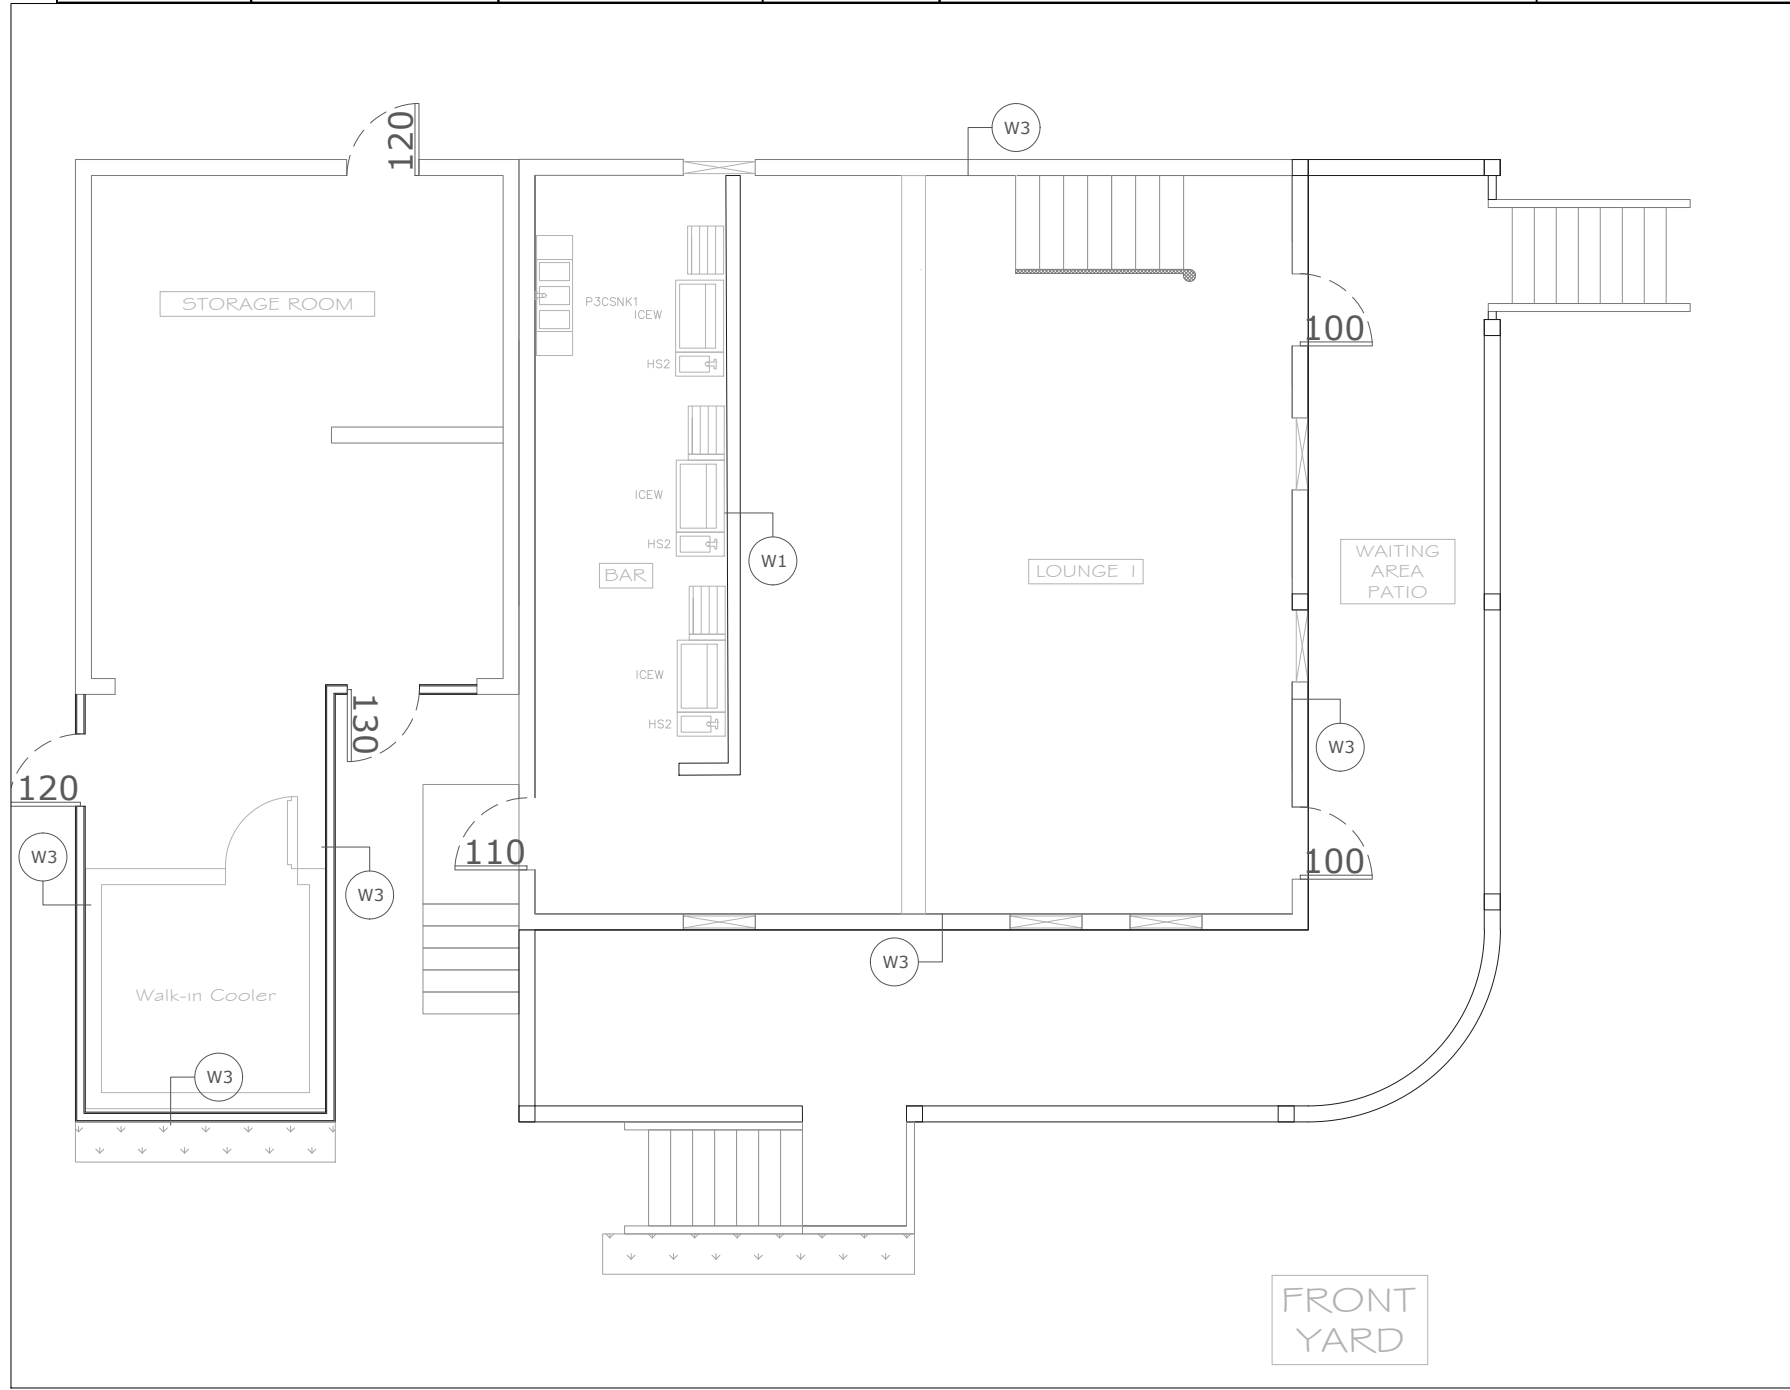 W3
120
STORAGE ROOM
P3CSNK1
ICEW
HS2
100
ICEW
HS2
W1
BAR
LOUNGE 1
WAITING
AREA
PATIO
ICEW
HS2
130
W3
120
W3
110
100
W3
W3
Walk-in Cooler
W3
FRONT
YARD